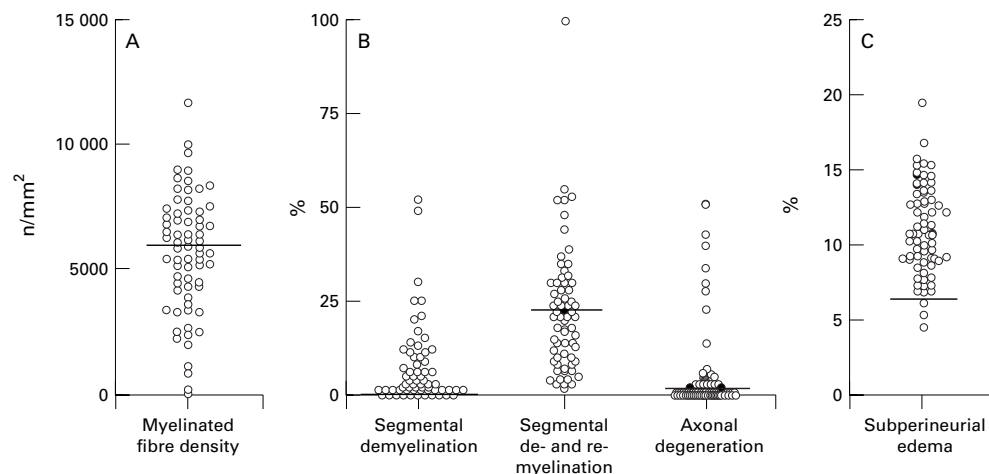 A
15 000
10 000
5000
0
n/mm2
Myelinated
fibre density
B
100
75
50
25
0
%
Segmental
demyelination
Segmental
de- and re-
myelination
Axonal
degeneration
C
25
20
15
10
5
0
%
Subperineurial
edema